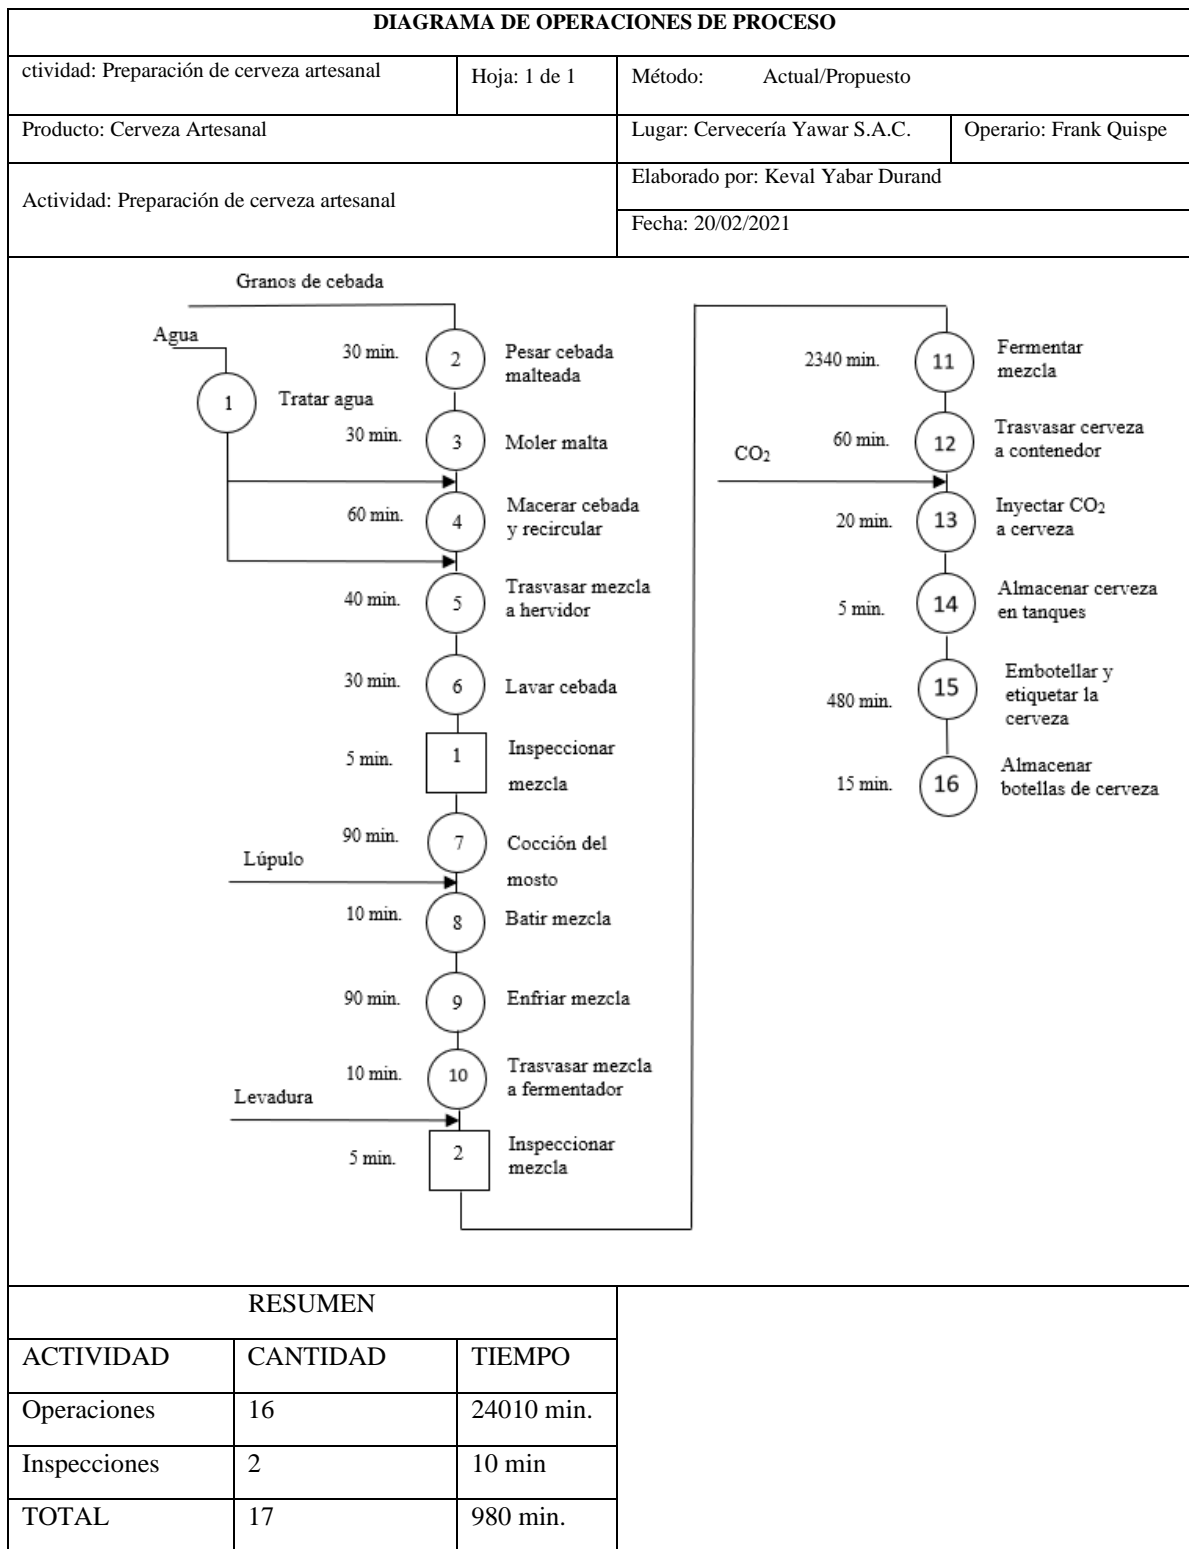 DIAGRAMA DE OPERACIONES DE PROCESO
ctividad: Preparación de cerveza artesanal
Hoja: 1 de 1
Método: Actual/Propuesto
Producto: Cerveza Artesanal
Lugar: Cervecería Yawar S.A.C.
Operario: Frank Quispe
Actividad: Preparación de cerveza artesanal
Elaborado por: Keval Yabar Durand
Fecha: 20/02/2021
Granos de cebada
Agua
1
Tratar agua
30 min.
2
Pesar cebada
malteada
30 min.
3
Moler malta
60 min.
4
Macerar cebada
y recircular
40 min.
5
Trasvasar mezcla
a hervidor
30 min.
6
Lavar cebada
5 min.
1
Inspeccionar
mezcla
90 min.
7
Cocción del
mosto
Lúpulo
10 min.
8
Batir mezcla
90 min.
9
Enfriar mezcla
10 min.
10
Trasvasar mezcla
a fermentador
Levadura
5 min.
2
Inspeccionar
mezcla
2340 min.
11
Fermentar
mezcla
60 min.
12
Trasvasar cerveza
a contenedor
CO₂
20 min.
13
Inyectar CO₂
a cerveza
5 min.
14
Almacenar cerveza
en tanques
480 min.
15
Embotellar y
etiquetar la
cerveza
15 min.
16
Almacenar
botellas de cerveza
RESUMEN
ACTIVIDAD CANTIDAD TIEMPO
Operaciones 16 24010 min.
Inspecciones 2 10 min
TOTAL 17 980 min.